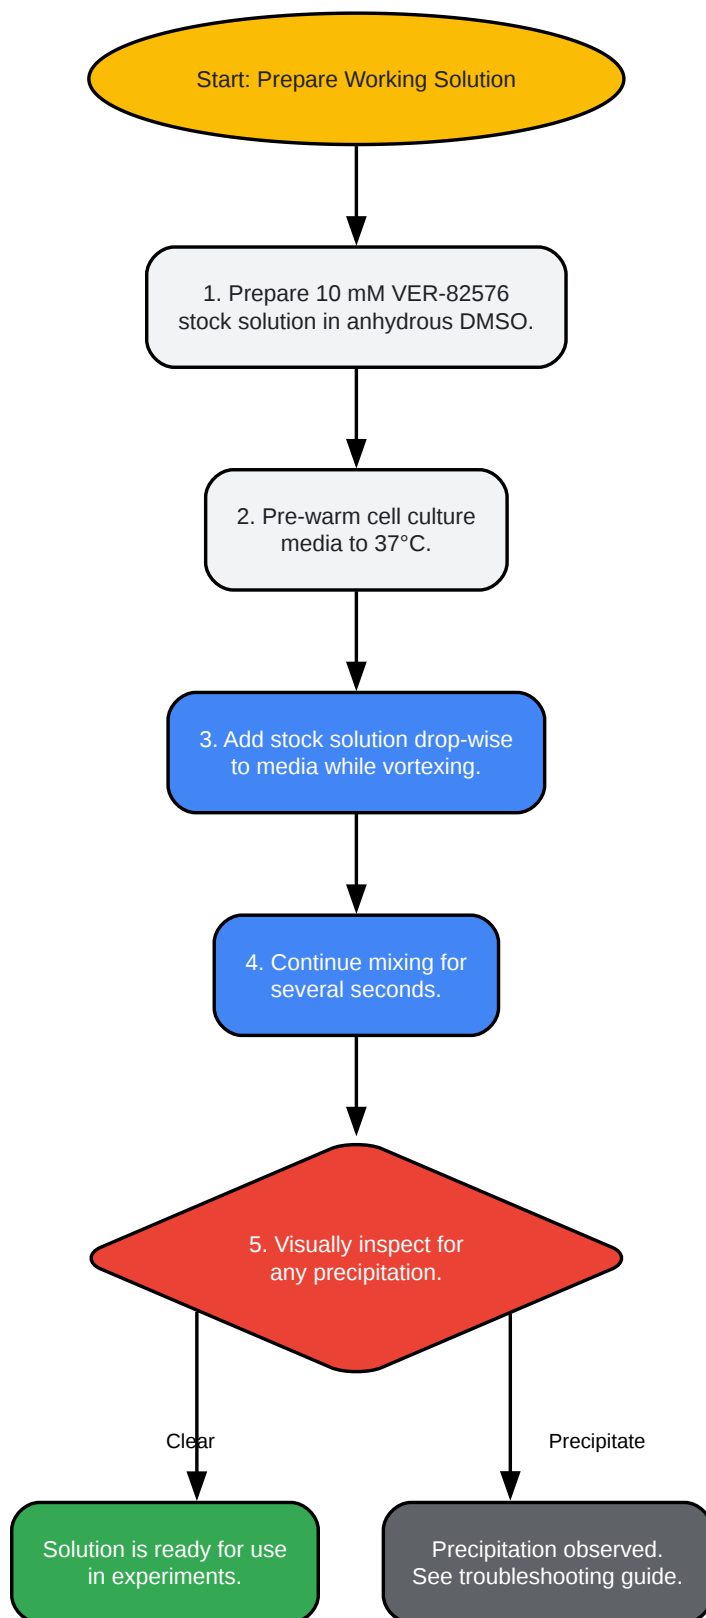 Start: Prepare Working Solution
1. Prepare 10 mM VER-82576
stock solution in anhydrous DMSO.
2. Pre-warm cell culture
media to 37°C.
3. Add stock solution drop-wise
to media while vortexing.
4. Continue mixing for
several seconds.
5. Visually inspect for
any precipitation.
Clear
Precipitate
Solution is ready for use
in experiments.
Precipitation observed.
See troubleshooting guide.